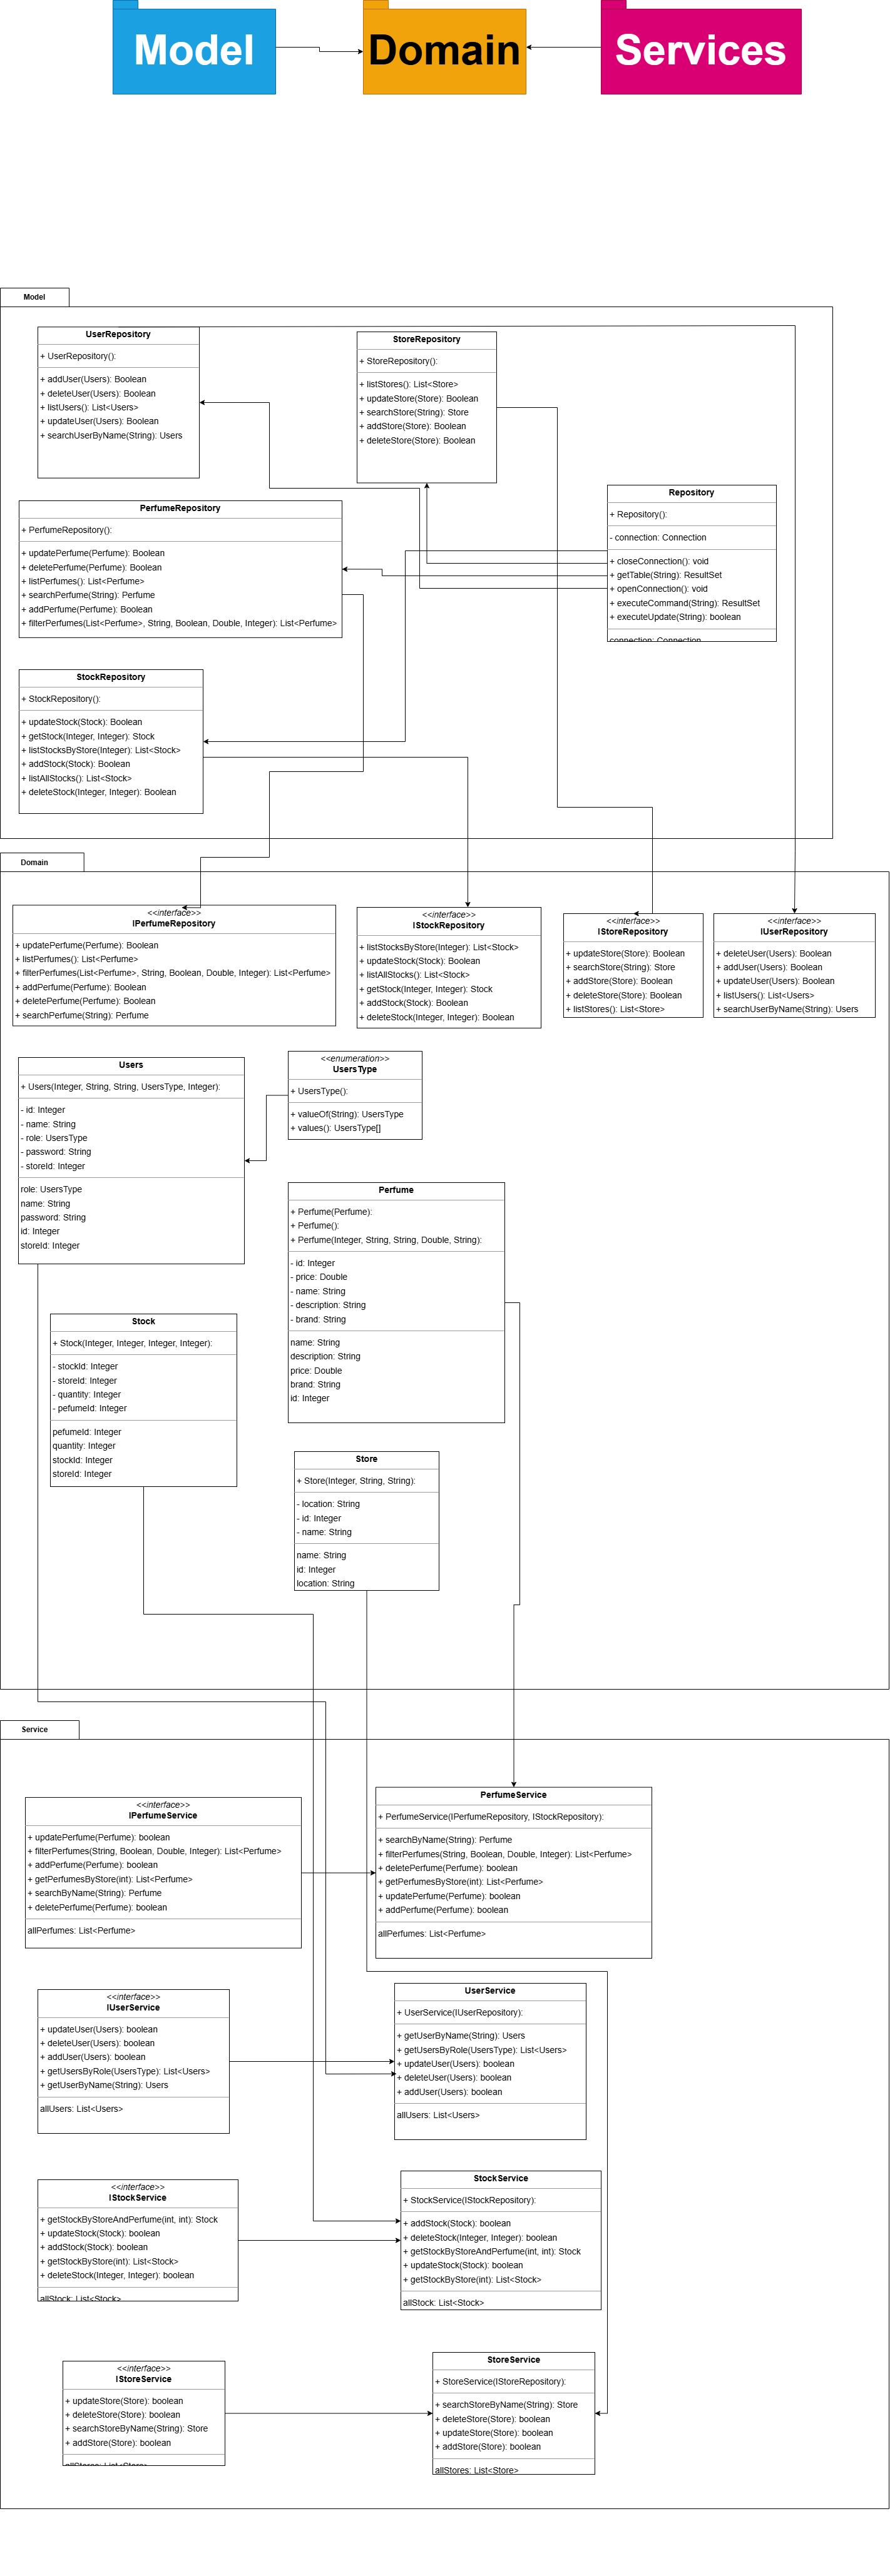 Model
Domain
Services
Model
UserRepository
+ UserRepository():
+ addUser(Users): Boolean
+ deleteUser(Users): Boolean
+ listUsers(): List<Users>
+ updateUser(Users): Boolean
+ searchUserByName(String): Users
StoreRepository
+ StoreRepository():
+ listStores(): List<Store>
+ updateStore(Store): Boolean
+ searchStore(String): Store
+ addStore(Store): Boolean
+ deleteStore(Store): Boolean
Repository
+ Repository():
- connection: Connection
+ closeConnection(): void
+ getTable(String): ResultSet
+ openConnection(): void
+ executeCommand(String): ResultSet
+ executeUpdate(String): boolean
connection: Connection
PerfumeRepository
+ PerfumeRepository():
+ updatePerfume(Perfume): Boolean
+ deletePerfume(Perfume): Boolean
+ listPerfumes(): List<Perfume>
+ searchPerfume(String): Perfume
+ addPerfume(Perfume): Boolean
+ filterPerfumes(List<Perfume>, String, Boolean, Double, Integer): List<Perfume>
StockRepository
+ StockRepository():
+ updateStock(Stock): Boolean
+ getStock(Integer, Integer): Stock
+ listStocksByStore(Integer): List<Stock>
+ addStock(Stock): Boolean
+ listAllStocks(): List<Stock>
+ deleteStock(Integer, Integer): Boolean
Domain
<<interface>>
IPerfumeRepository
+ updatePerfume(Perfume): Boolean
+ listPerfumes(): List<Perfume>
+ filterPerfumes(List<Perfume>, String, Boolean, Double, Integer): List<Perfume>
+ addPerfume(Perfume): Boolean
+ deletePerfume(Perfume): Boolean
+ searchPerfume(String): Perfume
<<interface>>
IStockRepository
+ listStocksByStore(Integer): List<Stock>
+ updateStock(Stock): Boolean
+ listAllStocks(): List<Stock>
+ getStock(Integer, Integer): Stock
+ addStock(Stock): Boolean
+ deleteStock(Integer, Integer): Boolean
<<interface>>
IStoreRepository
+ updateStore(Store): Boolean
+ searchStore(String): Store
+ addStore(Store): Boolean
+ deleteStore(Store): Boolean
+ listStores(): List<Store>
<<interface>>
IUserRepository
+ deleteUser(Users): Boolean
+ addUser(Users): Boolean
+ updateUser(Users): Boolean
+ listUsers(): List<Users>
+ searchUserByName(String): Users
Users
+ Users(Integer, String, String, UsersType, Integer):
- id: Integer
- name: String
- role: UsersType
- password: String
- storeId: Integer
role: UsersType
name: String
password: String
id: Integer
storeId: Integer
<<enumeration>>
UsersType
+ UsersType():
+ valueOf(String): UsersType
+ values(): UsersType[]
Perfume
+ Perfume(Perfume):
+ Perfume():
+ Perfume(Integer, String, String, Double, String):
- id: Integer
- price: Double
- name: String
- description: String
- brand: String
name: String
description: String
price: Double
brand: String
id: Integer
Stock
+ Stock(Integer, Integer, Integer, Integer):
- stockId: Integer
- storeId: Integer
- quantity: Integer
- pefumeId: Integer
pefumeId: Integer
quantity: Integer
stockId: Integer
storeId: Integer
Store
+ Store(Integer, String, String):
- location: String
- id: Integer
- name: String
name: String
id: Integer
location: String
Service
<<interface>>
IPerfumeService
+ updatePerfume(Perfume): boolean
+ filterPerfumes(String, Boolean, Double, Integer): List<Perfume>
+ addPerfume(Perfume): boolean
+ getPerfumesByStore(int): List<Perfume>
+ searchByName(String): Perfume
+ deletePerfume(Perfume): boolean
allPerfumes: List<Perfume>
PerfumeService
+ PerfumeService(IPerfumeRepository, IStockRepository):
+ searchByName(String): Perfume
+ filterPerfumes(String, Boolean, Double, Integer): List<Perfume>
+ deletePerfume(Perfume): boolean
+ getPerfumesByStore(int): List<Perfume>
+ updatePerfume(Perfume): boolean
+ addPerfume(Perfume): boolean
allPerfumes: List<Perfume>
<<interface>>
IUserService
+ updateUser(Users): boolean
+ deleteUser(Users): boolean
+ addUser(Users): boolean
+ getUsersByRole(UsersType): List<Users>
+ getUserByName(String): Users
allUsers: List<Users>
UserService
+ UserService(IUserRepository):
+ getUserByName(String): Users
+ getUsersByRole(UsersType): List<Users>
+ updateUser(Users): boolean
+ deleteUser(Users): boolean
+ addUser(Users): boolean
allUsers: List<Users>
<<interface>>
IStockService
+ getStockByStoreAndPerfume(int, int): Stock
+ updateStock(Stock): boolean
+ addStock(Stock): boolean
+ getStockByStore(int): List<Stock>
+ deleteStock(Integer, Integer): boolean
allStock: List<Stock>
StockService
+ StockService(IStockRepository):
+ addStock(Stock): boolean
+ deleteStock(Integer, Integer): boolean
+ getStockByStoreAndPerfume(int, int): Stock
+ updateStock(Stock): boolean
+ getStockByStore(int): List<Stock>
allStock: List<Stock>
<<interface>>
IStoreService
+ updateStore(Store): boolean
+ deleteStore(Store): boolean
+ searchStoreByName(String): Store
+ addStore(Store): boolean
allStores: List<Store>
StoreService
+ StoreService(IStoreRepository):
+ searchStoreByName(String): Store
+ deleteStore(Store): boolean
+ updateStore(Store): boolean
+ addStore(Store): boolean
allStores: List<Store>